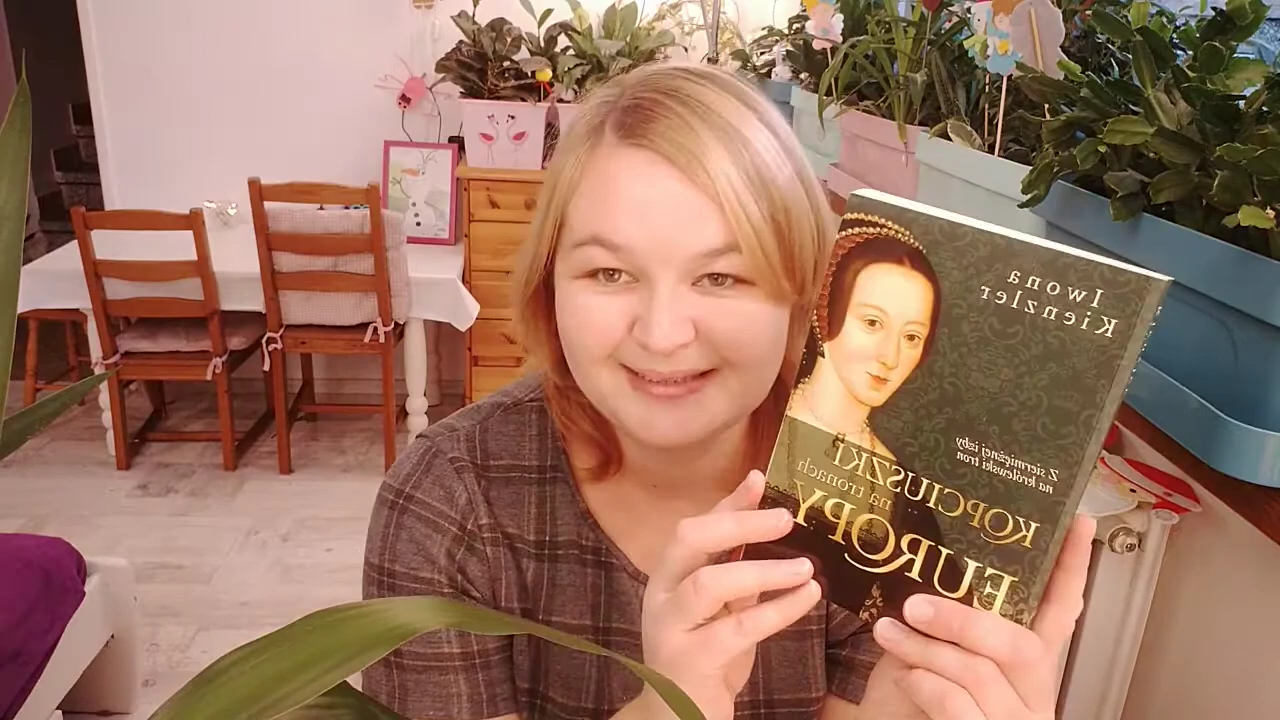 Iwona
Kienzler
Z siermiężnej izby
na królewski tron
KOPCIUSZKI
na tronach
EUROPY